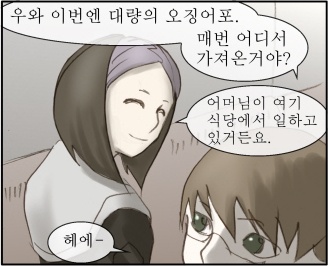 우와 이번엔 대량의 오징어포.
매번 어디서
가져온거야?
어머님이 여기
식당에서 일하고
있거든요.
헤에-